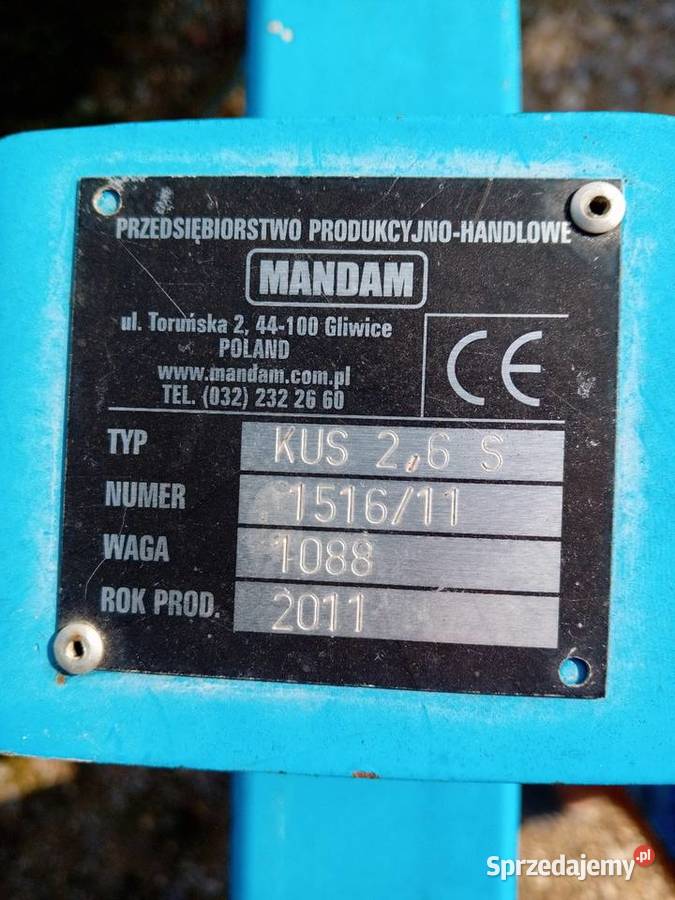 PRZEDSIĘBIORSTWO PRODUKCYJNO-HANDLOWE
MANDAM
ul. Toruńska 2, 44-100 Gliwice
POLAND
www.mandam.com.pl
TEL. (032) 232 26 60
CE
TYP KUS 2,6 S
NUMER 1516/11
WAGA 1088
ROK PROD. 2011
Sprzedajemy.pl